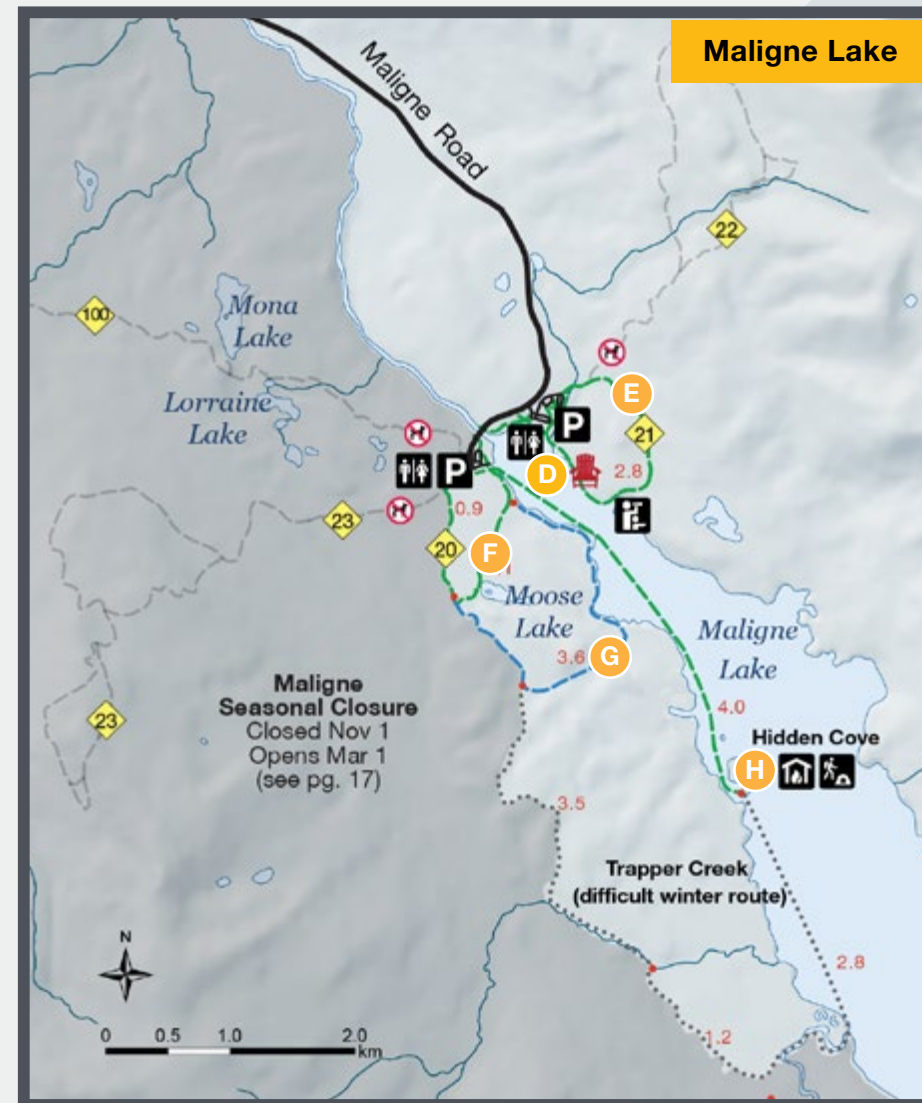 Maligne Lake
Maligne Road
22
100
Mona
Lake
E
Lorraine
Lake
P
21
D
2.8
P
0.9
23
20
F
Moose
Lake
Maligne
Lake
3.6
G
Maligne
Seasonal Closure
Closed Nov 1
Opens Mar 1
(see pg. 17)
23
4.0
Hidden Cove
H
3.5
Trapper Creek
(difficult winter route)
N
2.8
0 0.5 1.0 2.0
km
1.2